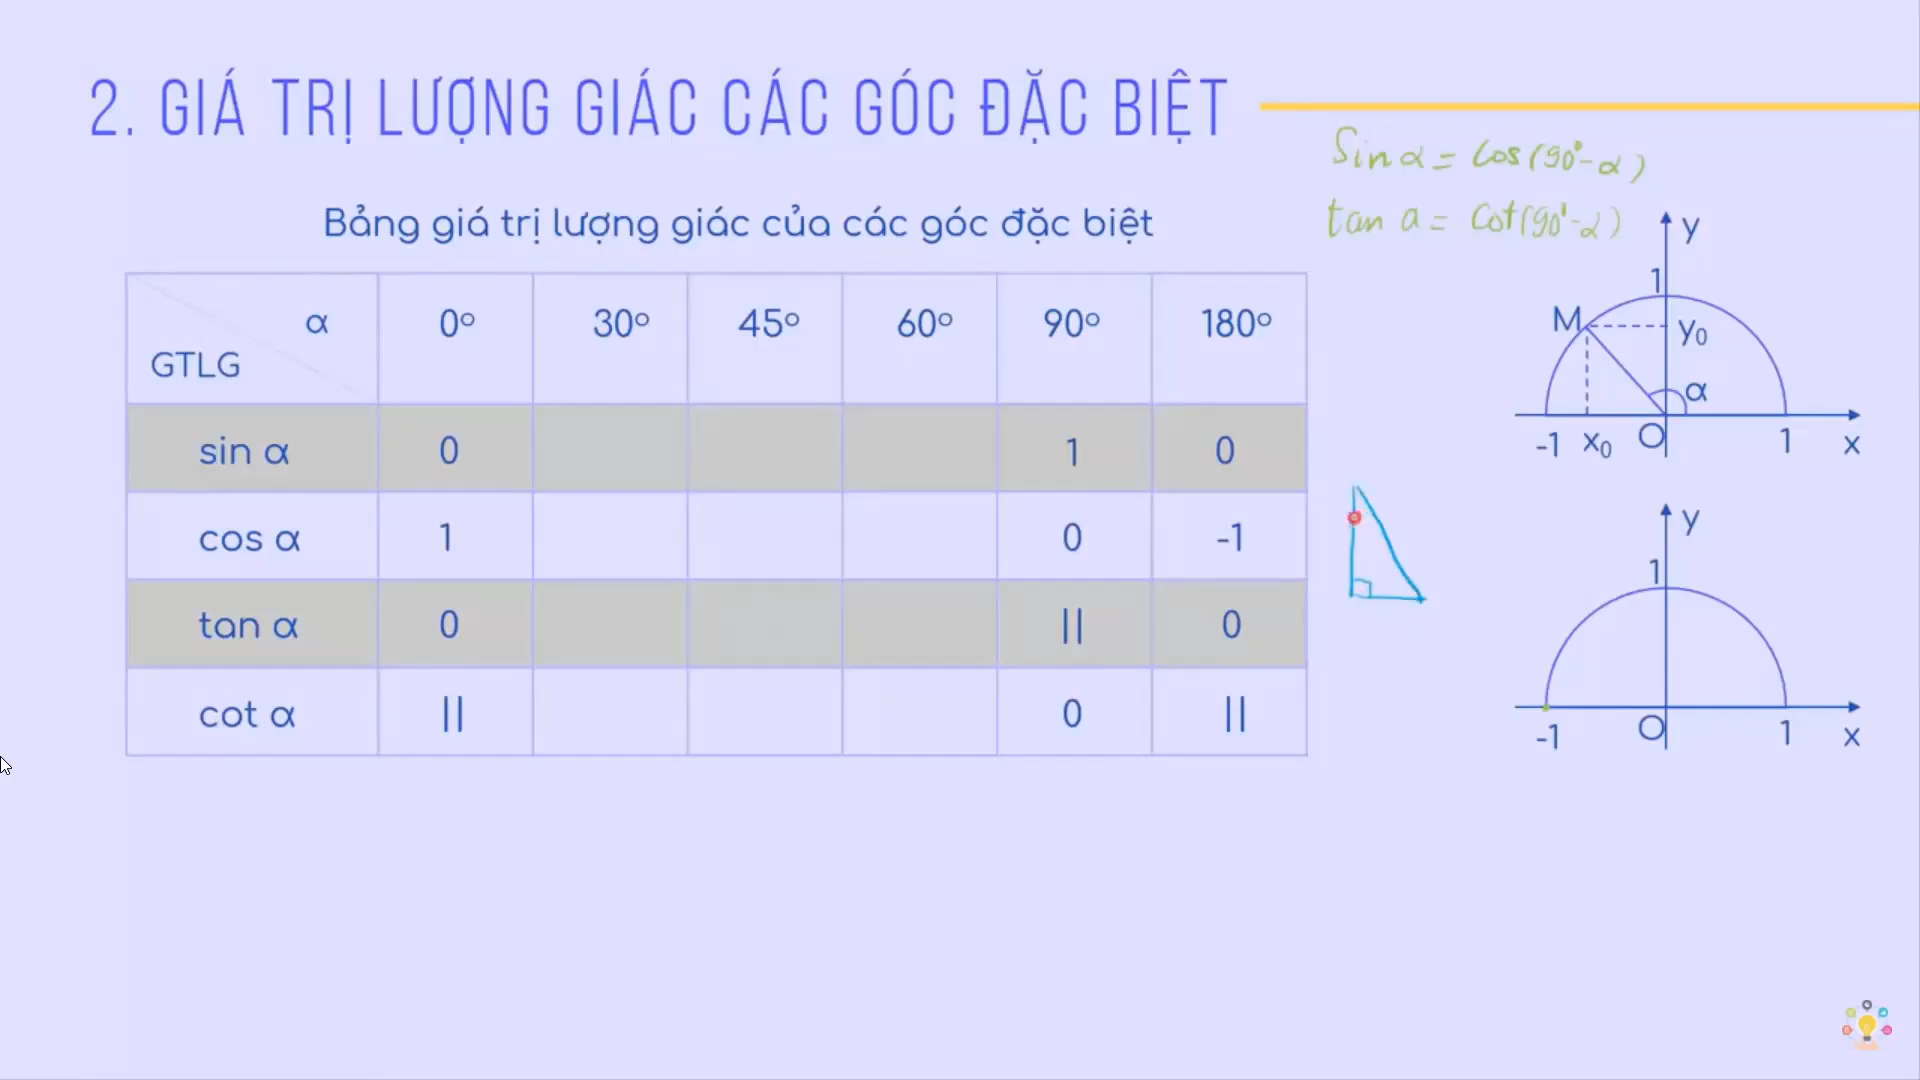 2. GIÁ TRỊ LƯỢNG GIÁC CÁC GÓC ĐẶC BIỆT
Sin α = cos(90° - α)
tan a = cot(90° - α)
Bảng giá trị lượng giác của các góc đặc biệt
α 0° 30° 45° 60° 90° 180°
GTLG
sin α 0 1 0
cos α 1 0 -1
tan α 0 || 0
cot α || 0 ||
y
1
M
y₀
α
-1 x₀ O 1 x
y
1
-1 O 1 x